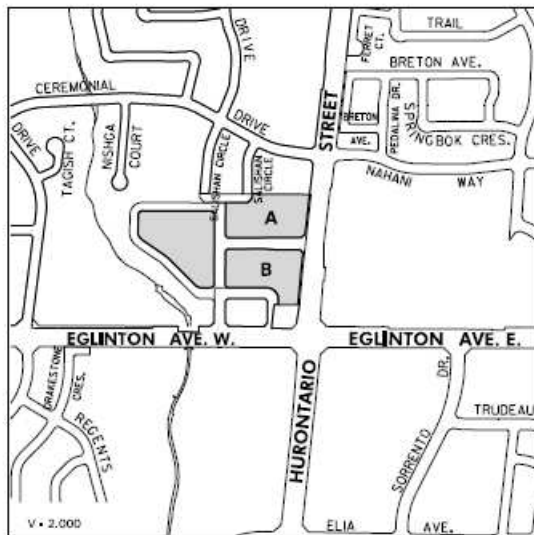 TRAIL
DRIVE
FERRET CT.
BRETON AVE.
CEREMONIAL
DRIVE
STREET
BRETON
AVE.
PEDALINA DR.
SPRINGBOK CRES.
DRIVE
TAGISH CT.
NISHGA
COURT
SALISHAN CIRCLE
SALISHAN
CIRCLE
NAHANI WAY
A
B
EGLINTON AVE. W.
EGLINTON AVE. E.
DRAKESTONE
CRES.
REGENTS
HURONTARIO
SORRENTO
DR.
TRUDEAU
ELIA AVE.
V • 2.000